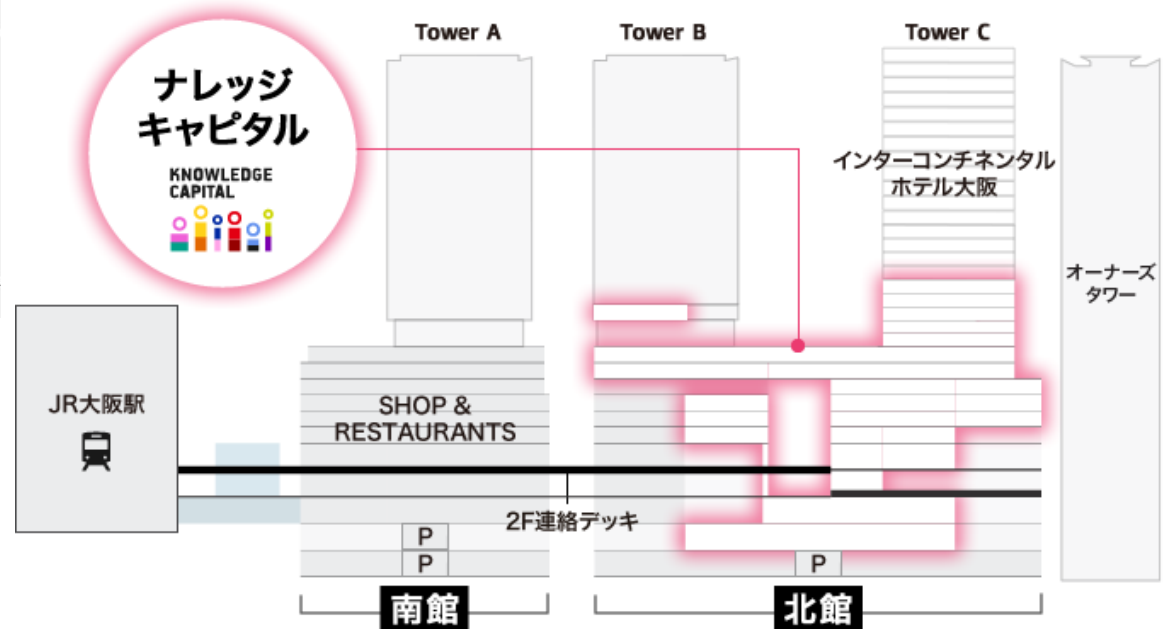 Tower A
Tower B
Tower C
ナレッジ
キャピタル
KNOWLEDGE
CAPITAL
インターコンチネンタル
ホテル大阪
オーナーズ
タワー
JR大阪駅
SHOP &
RESTAURANTS
2F連絡デッキ
P
P
P
南館
北館